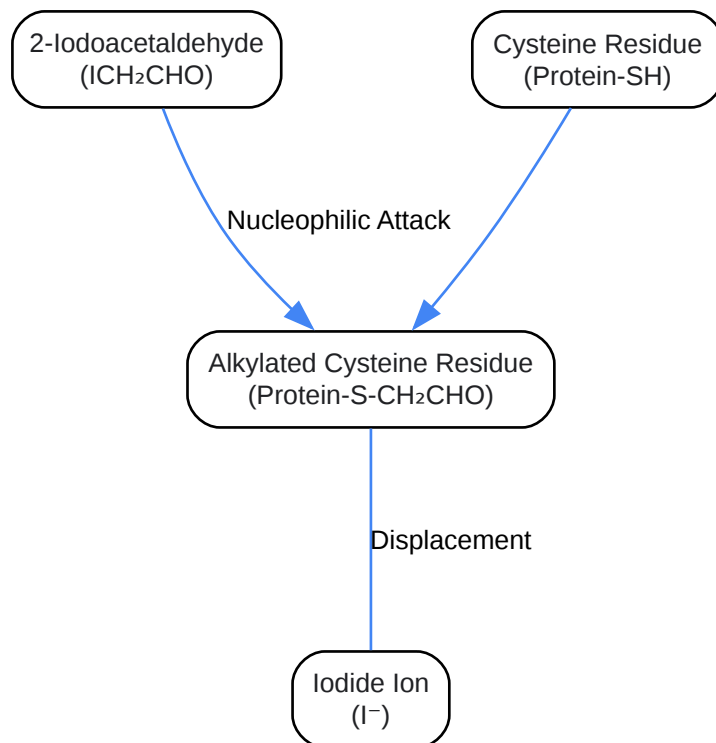 2-Iodoacetaldehyde
(ICH₂CHO)
Cysteine Residue
(Protein-SH)
Nucleophilic Attack
Alkylated Cysteine Residue
(Protein-S-CH₂CHO)
Displacement
Iodide Ion
(I⁻)